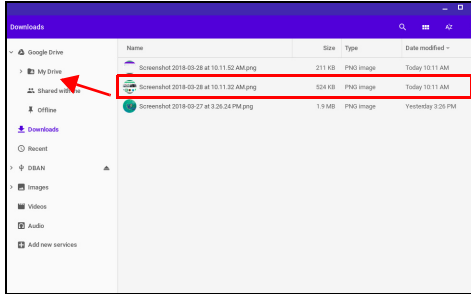 Downloads
Google Drive
My Drive
Shared with me
Offline
Downloads
Recent
DBAN
Images
Videos
Audio
Add new services
Name Size Type Date modified
Screenshot 2018-03-28 at 10.11.52 AM.png 211 KB PNG image Today 10:11 AM
Screenshot 2018-03-28 at 10.11.32 AM.png 524 KB PNG image Today 10:11 AM
Screenshot 2018-03-27 at 3.26.24 PM.png 1.9 MB PNG image Yesterday 3:26 PM